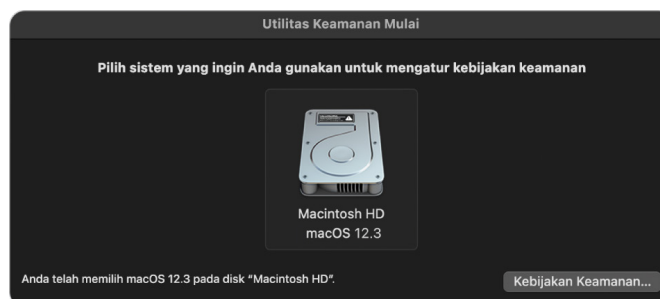 Utilitas Keamanan Mulai
Pilih sistem yang ingin Anda gunakan untuk mengatur kebijakan keamanan
Macintosh HD
macOS 12.3
Anda telah memilih macOS 12.3 pada disk “Macintosh HD”.
Kebijakan Keamanan...